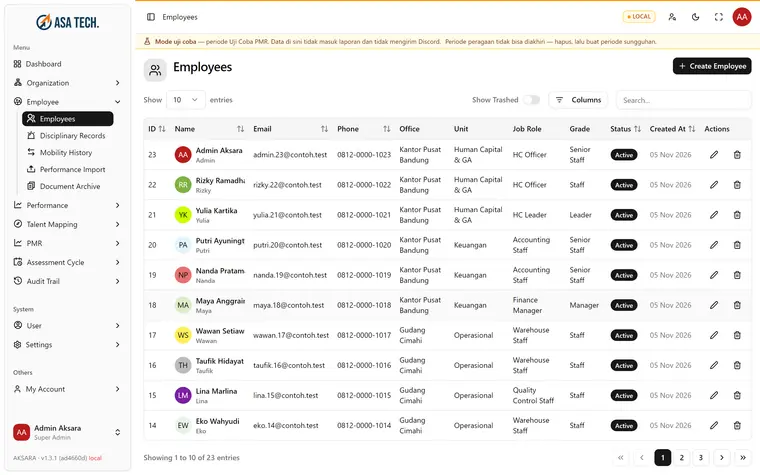 ASA TECH.
Employees
LOCAL
AA
Mode uji coba — periode Uji Coba PMR. Data di sini tidak masuk laporan dan tidak mengirim Discord. Periode peragaan tidak bisa diakhiri — hapus, lalu buat periode sungguhan.
Menu
Dashboard
Organization
Employee
Employees
Disciplinary Records
Mobility History
Performance Import
Document Archive
Performance
Talent Mapping
PMR
Assessment Cycle
Audit Trail
System
User
Settings
Others
My Account
AA
Admin Aksara
Super Admin
AKSARA - v1.3.1 (ad4660d) local
Employees
+ Create Employee
Show 10 entries
Show Trashed
Columns
Search...
ID Name Email Phone Office Unit Job Role Grade Status Created At Actions
23 AA Admin Aksara Admin admin.23@contoh.test 0812-0000-1023 Kantor Pusat Bandung Human Capital & GA HC Officer Senior Staff Active 05 Nov 2026
22 RR Rizky Ramadha Rizky rizky.22@contoh.test 0812-0000-1022 Kantor Pusat Bandung Human Capital & GA HC Officer Staff Active 05 Nov 2026
21 YK Yulia Kartika Yulia yulia.21@contoh.test 0812-0000-1021 Kantor Pusat Bandung Human Capital & GA HC Leader Leader Active 05 Nov 2026
20 PA Putri Ayuningt Putri putri.20@contoh.test 0812-0000-1020 Kantor Pusat Bandung Keuangan Accounting Staff Senior Staff Active 05 Nov 2026
19 NP Nanda Pratam Nanda nanda.19@contoh.test 0812-0000-1019 Kantor Pusat Bandung Keuangan Accounting Staff Senior Staff Active 05 Nov 2026
18 MA Maya Anggrain Maya maya.18@contoh.test 0812-0000-1018 Kantor Pusat Bandung Keuangan Finance Manager Manager Active 05 Nov 2026
17 WS Wawan Setiaw Wawan wawan.17@contoh.test 0812-0000-1017 Gudang Cimahi Operasional Warehouse Staff Staff Active 05 Nov 2026
16 TH Taufik Hidayat Taufik taufik.16@contoh.test 0812-0000-1016 Gudang Cimahi Operasional Warehouse Staff Staff Active 05 Nov 2026
15 LM Lina Marlina Lina lina.15@contoh.test 0812-0000-1015 Gudang Cimahi Operasional Quality Control Staff Staff Active 05 Nov 2026
14 EW Eko Wahyudi Eko eko.14@contoh.test 0812-0000-1014 Gudang Cimahi Operasional Warehouse Staff Staff Active 05 Nov 2026
Showing 1 to 10 of 23 entries
1 2 3